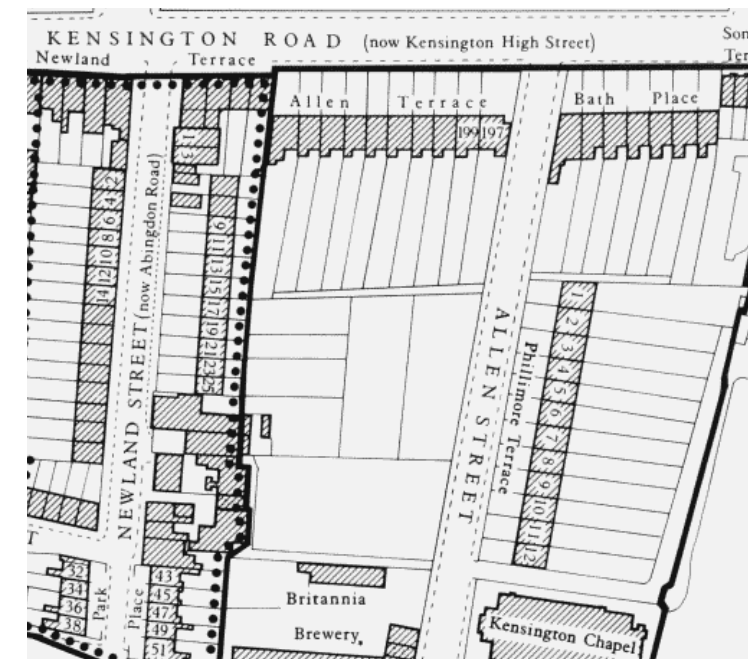 KENSINGTON ROAD (now Kensington High Street)
Newland Terrace
Allen Terrace
Bath Place
Son
Ter
199 197
1
3
2
4
6
8
10
12
14
9
11
13
15
17
19
21
23
25
NEWLAND STREET (now Abingdon Road)
ALLEN STREET
Phillimore Terrace
1
2
3
4
5
6
7
8
9
10
11
12
T
32
34
36
38
Park Place
43
45
47
49
51
Britannia
Brewery
Kensington Chapel